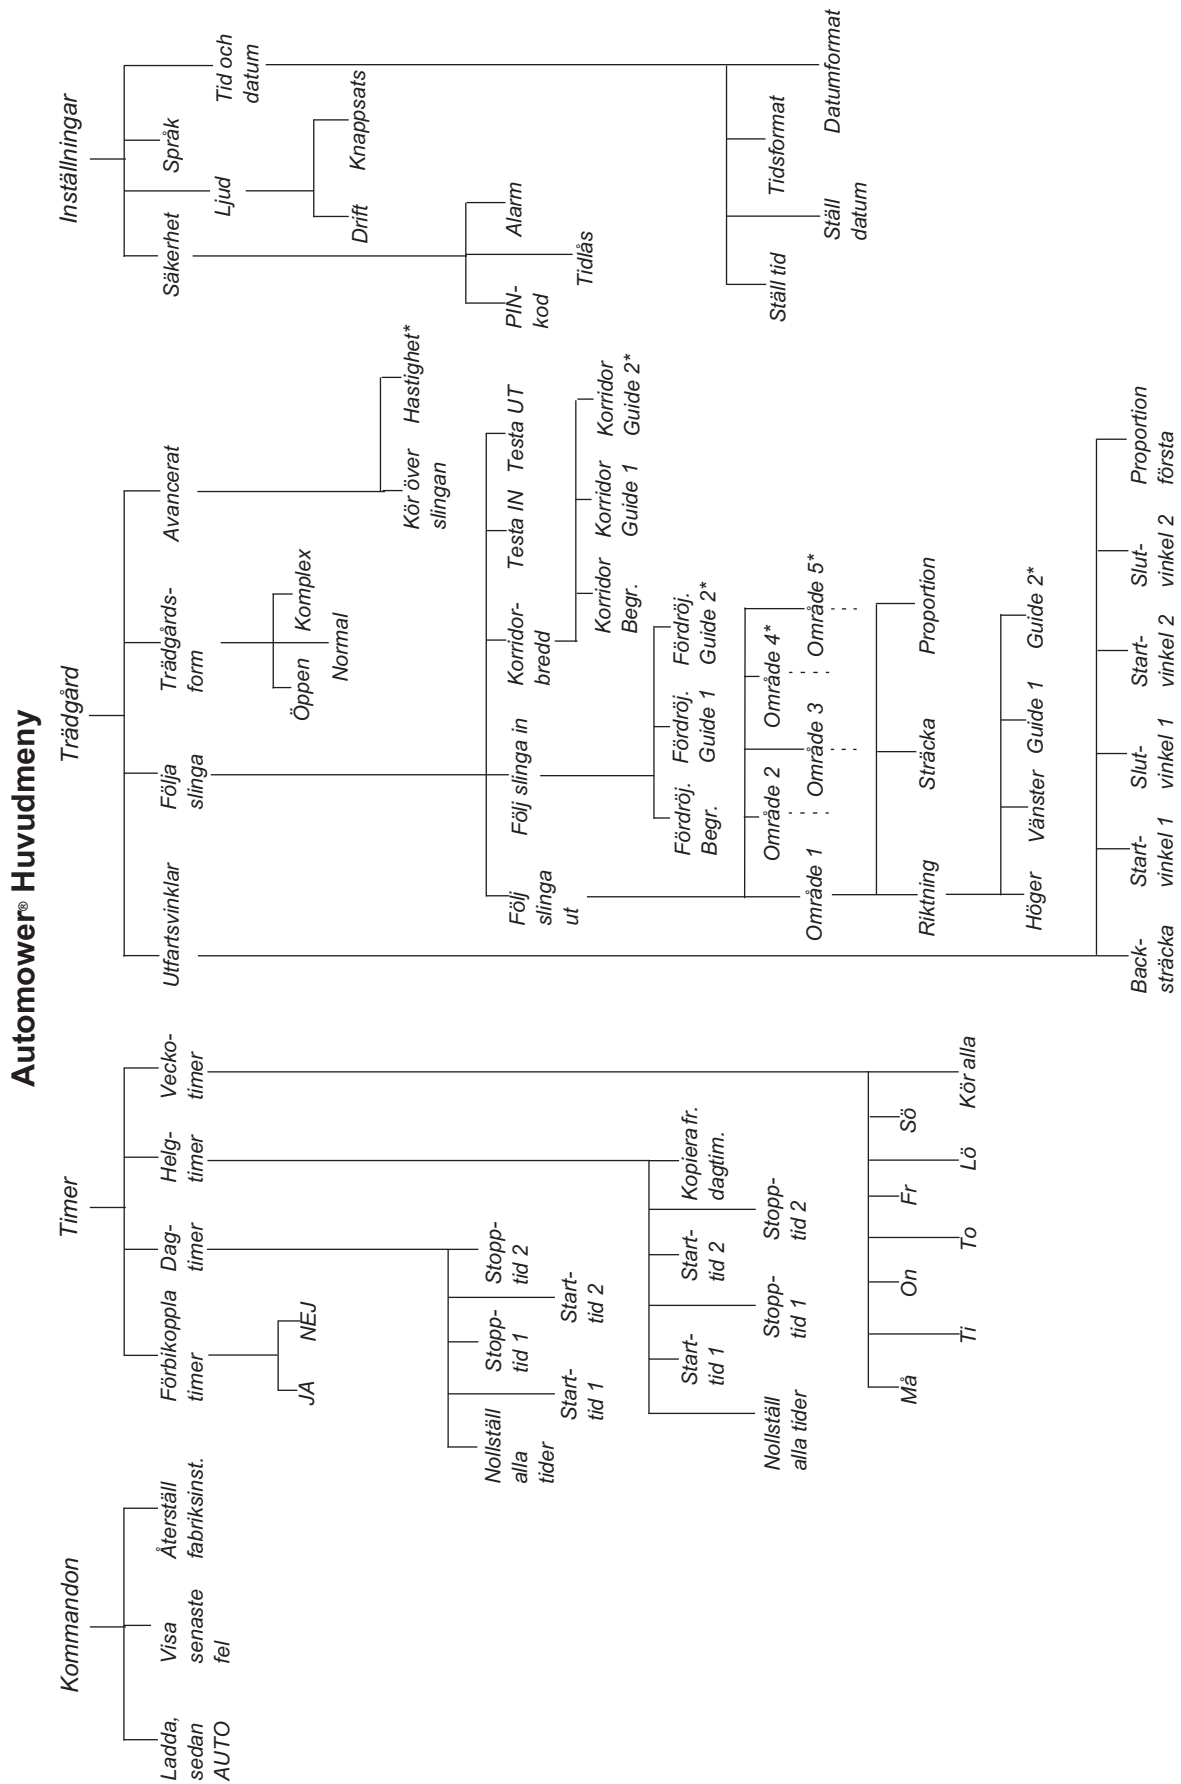 Automower® Huvudmeny
Kommandon
Ladda,
sedan
AUTO
Visa
senaste
fel
Återställ
fabriksinst.
Timer
Förbikoppla
timer
JA
NEJ
Dag-
timer
Nollställ
alla
tider
Start-
tid 1
Stopp-
tid 1
Start-
tid 2
Stopp-
tid 2
Helg-
timer
Nollställ
alla tider
Start-
tid 1
Stopp-
tid 1
Start-
tid 2
Stopp-
tid 2
Kopiera fr.
dagtim.
Vecko-
timer
Må
Ti
On
To
Fr
Lö
Sö
Kör alla
Trädgård
Utfartsvinklar
Back-
sträcka
Start-
vinkel 1
Slut-
vinkel 1
Start-
vinkel 2
Slut-
vinkel 2
Proportion
första
Följa
slinga
Följ
slinga
ut
Område 1
Riktning
Höger
Vänster
Guide 1
Guide 2*
Sträcka
Proportion
Område 2
Område 3
Område 4*
Område 5*
Följ slinga in
Fördröj.
Begr.
Fördröj.
Guide 1
Fördröj.
Guide 2*
Korridor-
bredd
Korridor
Begr.
Korridor
Guide 1
Korridor
Guide 2*
Testa IN
Testa UT
Trädgårds-
form
Öppen
Normal
Komplex
Avancerat
Kör över
slingan
Hastighet*
Inställningar
Säkerhet
PIN-
kod
Tidlås
Alarm
Ljud
Drift
Knappsats
Språk
Tid och
datum
Ställ tid
Ställ
datum
Tidsformat
Datumformat